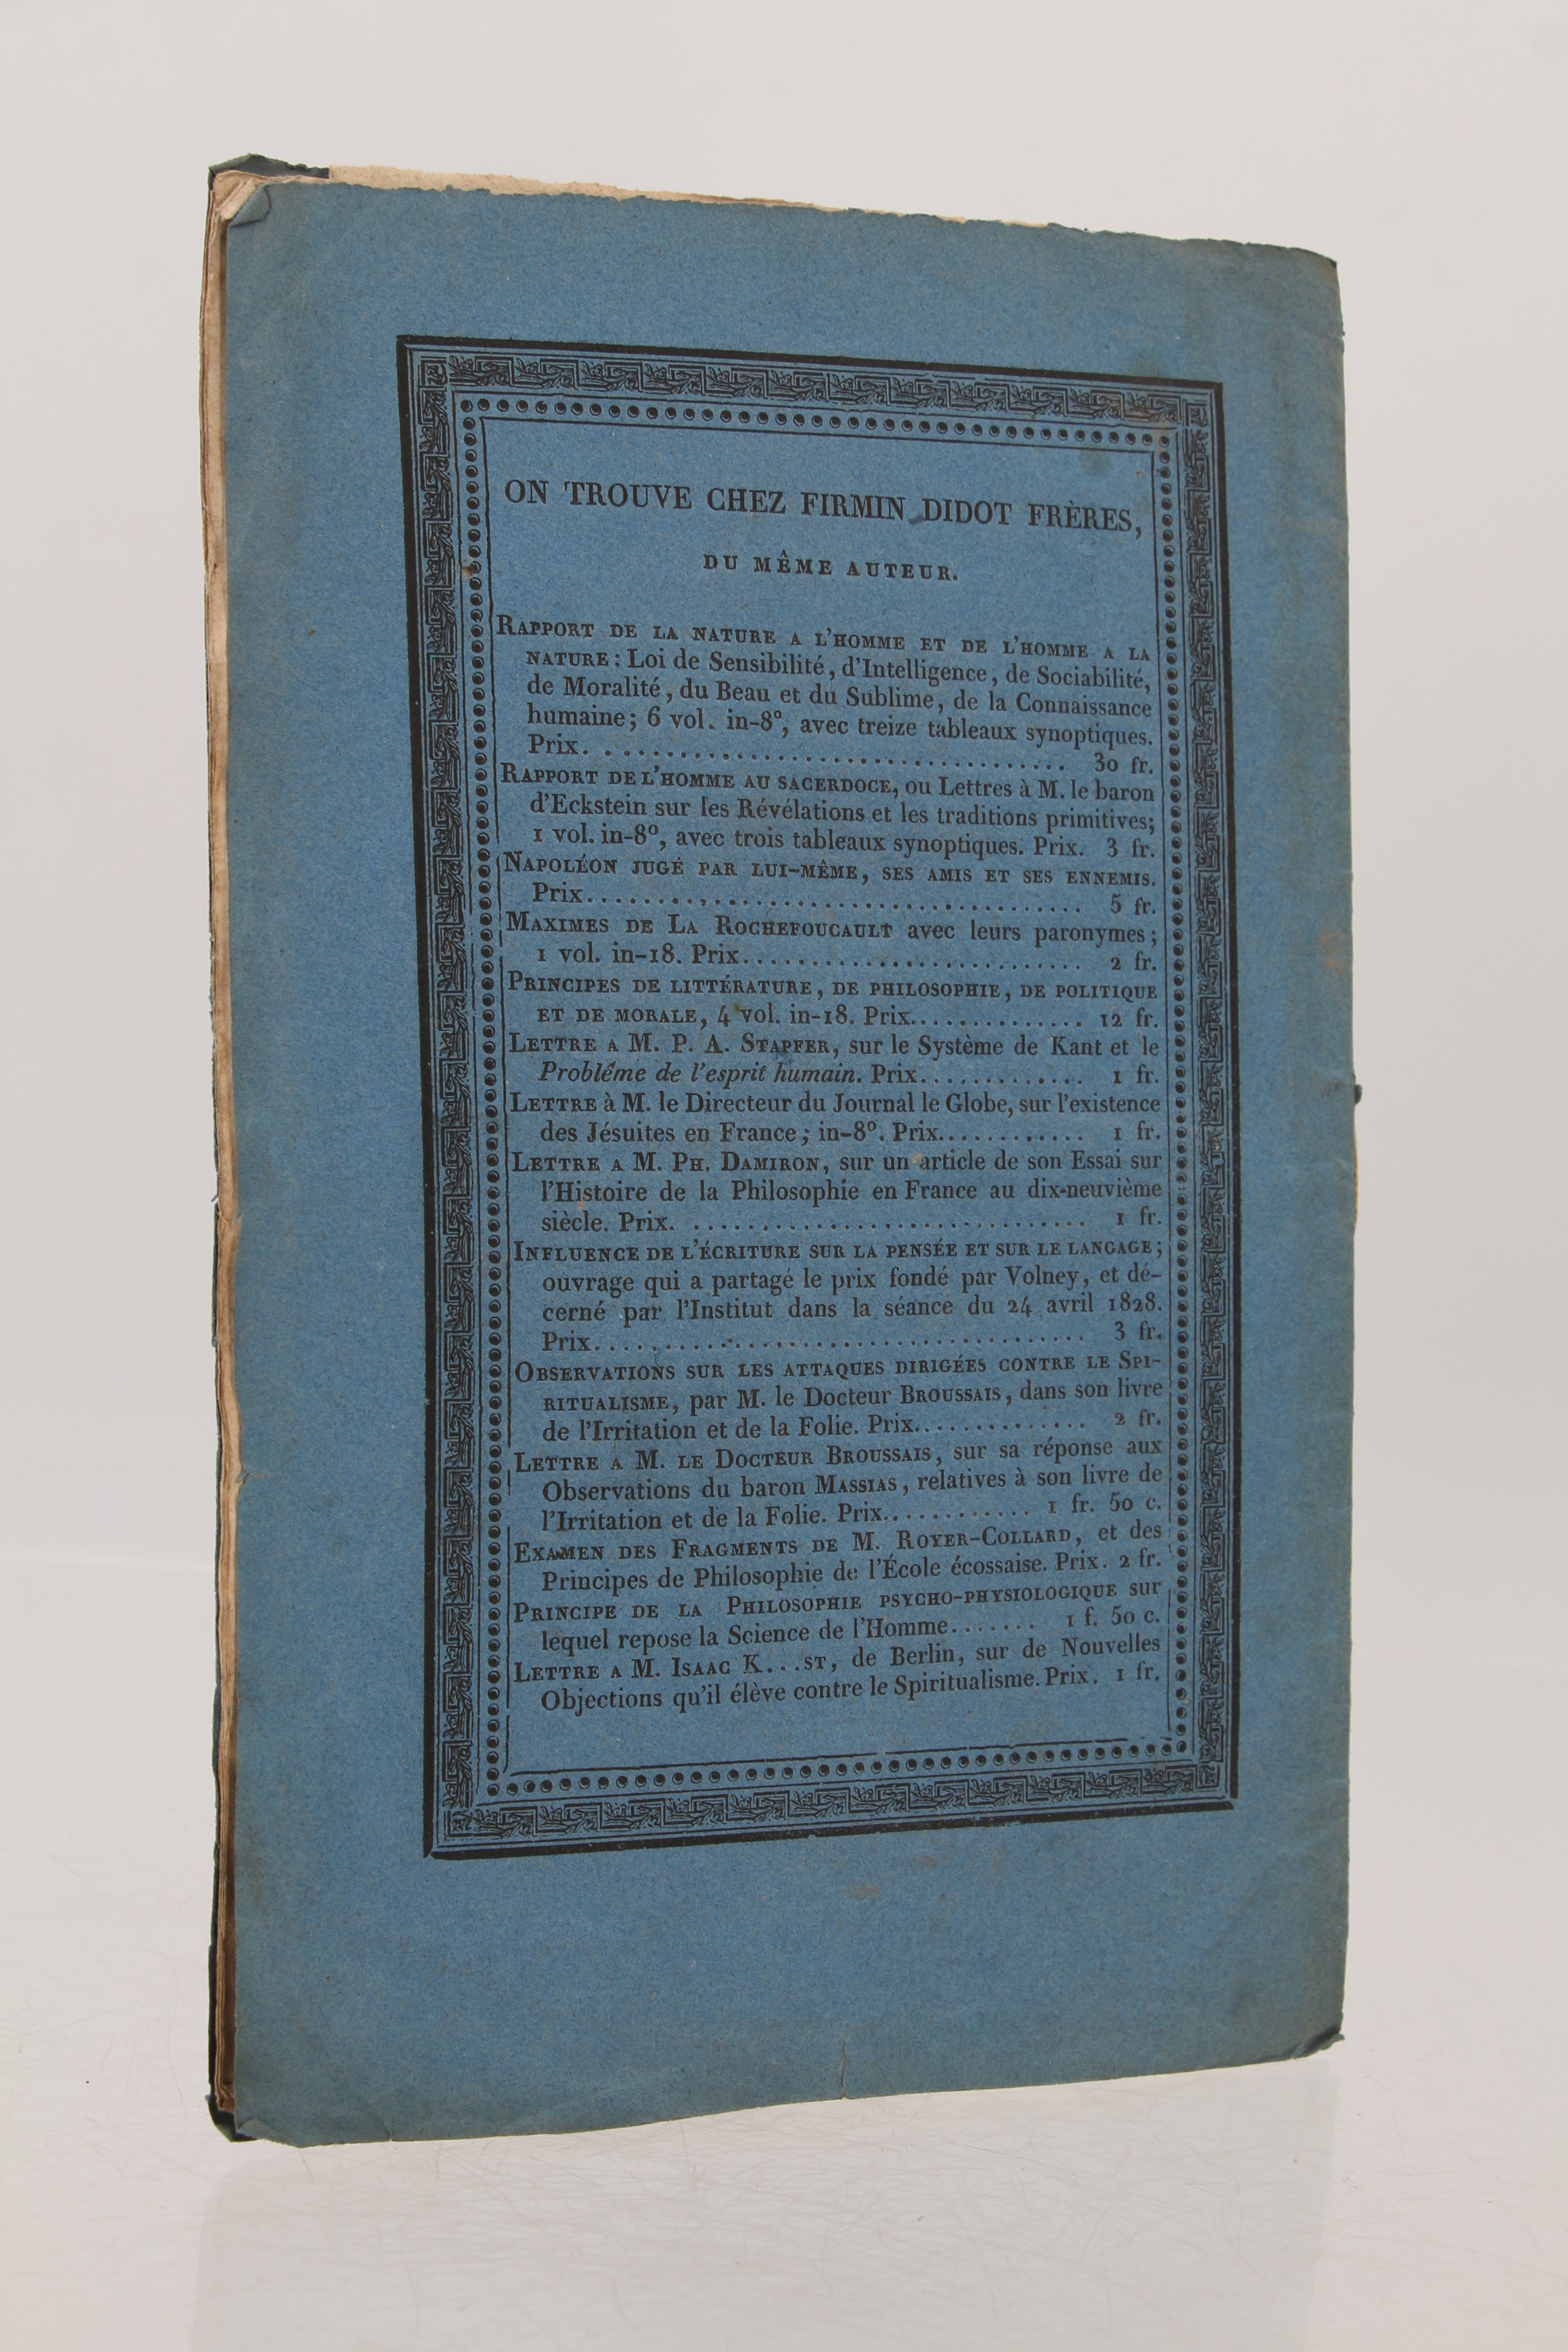 ON TROUVE CHEZ FIRMIN DIDOT FRÈRES,
DU MÊME AUTEUR.
RAPPORT DE LA NATURE A L'HOMME ET DE L'HOMME A LA
NATURE: Loi de Sensibilité, d'Intelligence, de Sociabilité,
de Moralité, du Beau et du Sublime, de la Connaissance
humaine; 6 vol. in-8°, avec treize tableaux synoptiques.
Prix. . . . . . . . . . . . . . . . . . . . . . . . . . . . . . . . . . 30 fr.
RAPPORT DE L'HOMME AU SACERDOCE, ou Lettres à M. le baron
d'Eckstein sur les Révélations et les traditions primitives;
1 vol. in-8°, avec trois tableaux synoptiques. Prix. 3 fr.
NAPOLÉON JUGÉ PAR LUI-MÊME, SES AMIS ET SES ENNEMIS.
Prix. . . . . . . . . . . . . . . . . . . . . . . . . . . . . . . . . . 5 fr.
MAXIMES DE LA ROCHEFOUCAULT avec leurs paronymes;
1 vol. in-18. Prix. . . . . . . . . . . . . . . . . . . . . . . . . 2 fr.
PRINCIPES DE LITTÉRATURE, DE PHILOSOPHIE, DE POLITIQUE
ET DE MORALE, 4 vol. in-18. Prix. . . . . . . . . . . . . 12 fr.
LETTRE A M. P. A. STAPFER, sur le Système de Kant et le
Problême de l'esprit humain. Prix. . . . . . . . . . . . . 1 fr.
LETTRE à M. le Directeur du Journal le Globe, sur l'existence
des Jésuites en France; in-8°. Prix. . . . . . . . . . . . 1 fr.
LETTRE A M. PH. DAMIRON, sur un article de son Essai sur
l'Histoire de la Philosophie en France au dix-neuvième
siècle. Prix. . . . . . . . . . . . . . . . . . . . . . . . . . . . . 1 fr.
INFLUENCE DE L'ÉCRITURE SUR LA PENSÉE ET SUR LE LANGAGE;
ouvrage qui a partagé le prix fondé par Volney, et dé-
cerné par l'Institut dans la séance du 24 avril 1828.
Prix. . . . . . . . . . . . . . . . . . . . . . . . . . . . . . . . . . 3 fr.
OBSERVATIONS SUR LES ATTAQUES DIRIGÉES CONTRE LE SPI-
RITUALISME, par M. le Docteur BROUSSAIS, dans son livre
de l'Irritation et de la Folie. Prix. . . . . . . . . . . . . 2 fr.
LETTRE A M. LE DOCTEUR BROUSSAIS, sur sa réponse aux
Observations du baron MASSIAS, relatives à son livre de
l'Irritation et de la Folie. Prix. . . . . . . . . . . 1 fr. 50 c.
EXAMEN DES FRAGMENTS DE M. ROYER-COLLARD, et des
Principes de Philosophie de l'École écossaise. Prix. 2 fr.
PRINCIPE DE LA PHILOSOPHIE PSYCHO-PHYSIOLOGIQUE sur
lequel repose la Science de l'Homme. . . . . . . 1 f. 50 c.
LETTRE A M. ISAAC K...ST, de Berlin, sur de Nouvelles
Objections qu'il élève contre le Spiritualisme. Prix. 1 fr.